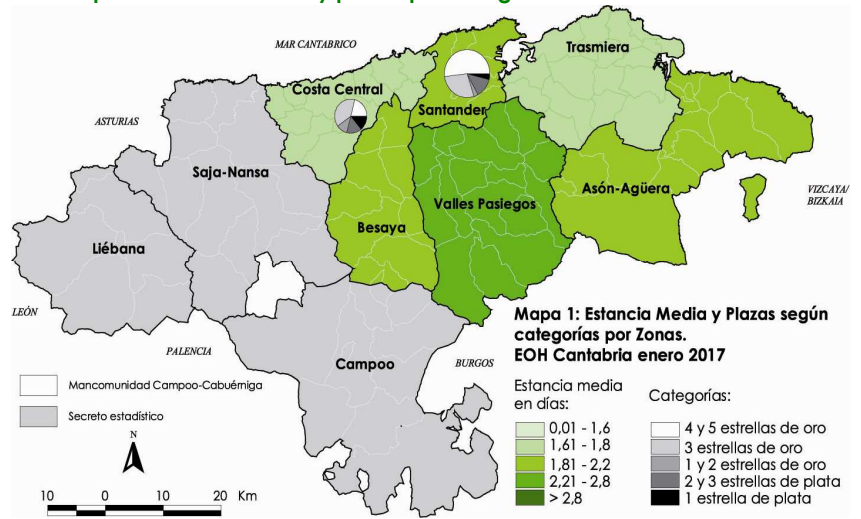 MAR CANTABRICO
Trasmiera
Costa Central
Santander
ASTURIAS
Saja-Nansa
Asón-Agüera
VIZCAYA/
BIZKAIA
Valles Pasiegos
Besaya
Liébana
LEÓN
PALENCIA
Campoo
BURGOS
Mapa 1: Estancia Media y Plazas según
categorías por Zonas.
EOH Cantabria enero 2017
Mancomunidad Campoo-Cabuérniga
Secreto estadístico
N
10 0 10 20 Km
Estancia media
en días:
0,01 - 1,6
1,61 - 1,8
1,81 - 2,2
2,21 - 2,8
> 2,8
Categorías:
4 y 5 estrellas de oro
3 estrellas de oro
1 y 2 estrellas de oro
2 y 3 estrellas de plata
1 estrella de plata